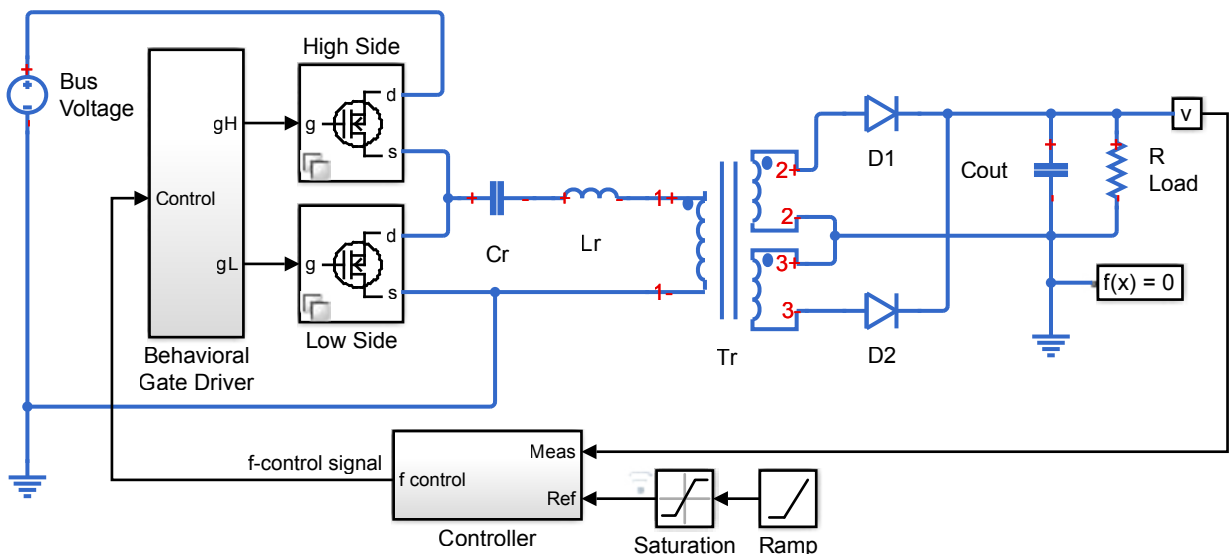 High Side
Bus
Voltage
gH
g
d
s
Control
gL
g
d
s
Low Side
Behavioral
Gate Driver
+
-
+
-
+
-
Cr
+
-
Lr
1+
1-
Tr
2+
2-
3+
3-
D1
D2
Cout
+
-
+
-
R
Load
v
f(x) = 0
f-control signal
f control
Meas
Ref
Controller
Saturation
Ramp